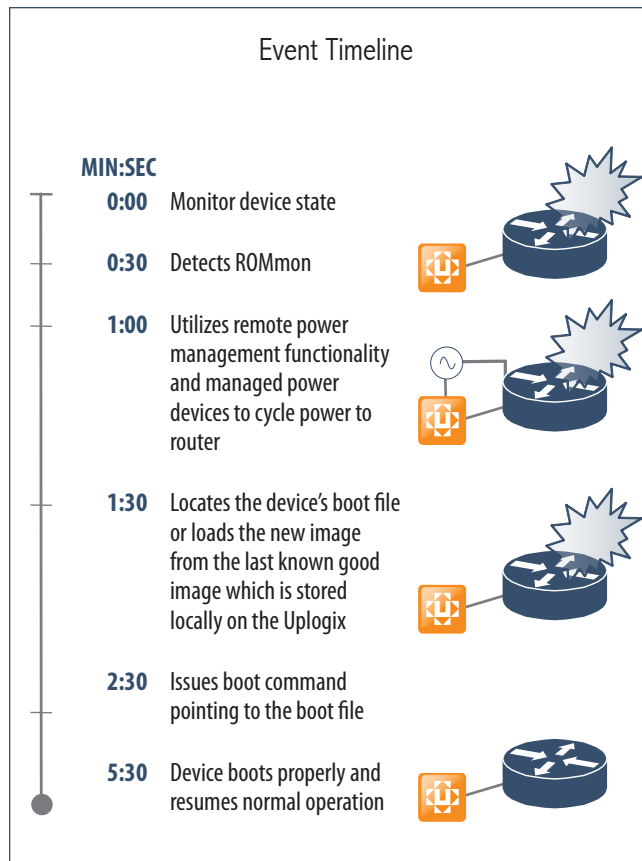 Event Timeline
MIN:SEC
0:00 Monitor device state
0:30 Detects ROMmon
1:00 Utilizes remote power
management functionality
and managed power
devices to cycle power to
router
1:30 Locates the device's boot file
or loads the new image
from the last known good
image which is stored
locally on the Uplogix
2:30 Issues boot command
pointing to the boot file
5:30 Device boots properly and
resumes normal operation